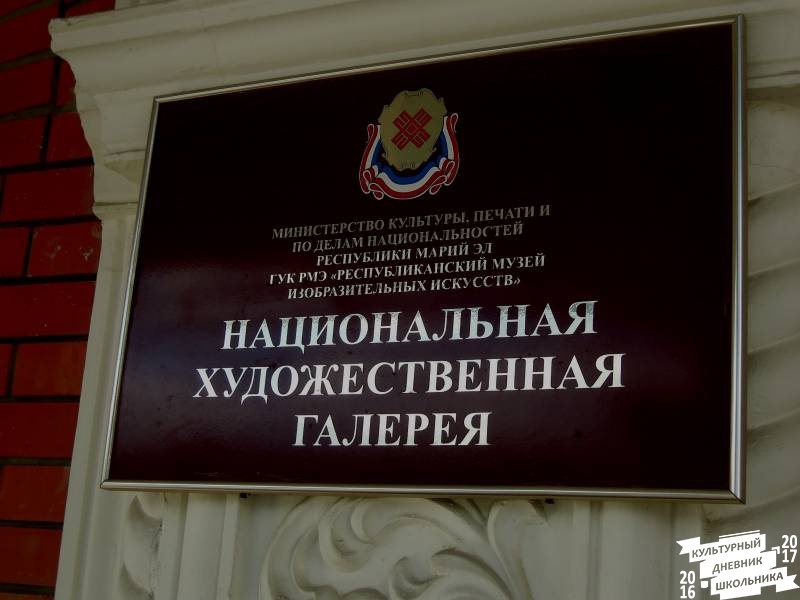 МИНИСТЕРСТВО КУЛЬТУРЫ, ПЕЧАТИ И
ПО ДЕЛАМ НАЦИОНАЛЬНОСТЕЙ
РЕСПУБЛИКИ МАРИЙ ЭЛ
ГУК РМЭ «РЕСПУБЛИКАНСКИЙ МУЗЕЙ
ИЗОБРАЗИТЕЛЬНЫХ ИСКУССТВ»
НАЦИОНАЛЬНАЯ
ХУДОЖЕСТВЕННАЯ
ГАЛЕРЕЯ
КУЛЬТУРНЫЙ
ДНЕВНИК
ШКОЛЬНИКА
2016
2017